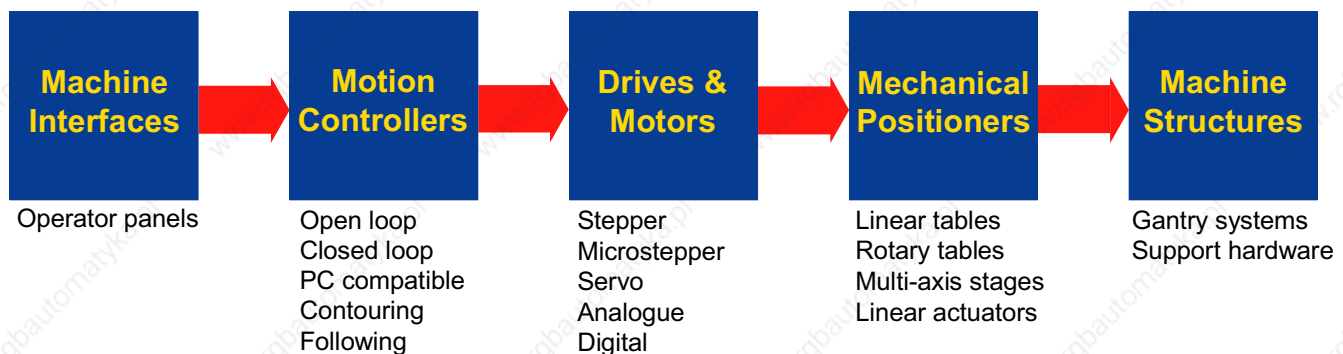 Machine
Interfaces
Motion
Controllers
Drives &
Motors
Mechanical
Positioners
Machine
Structures
Operator panels
Open loop
Closed loop
PC compatible
Contouring
Following
Stepper
Microstepper
Servo
Analogue
Digital
Linear tables
Rotary tables
Multi-axis stages
Linear actuators
Gantry systems
Support hardware